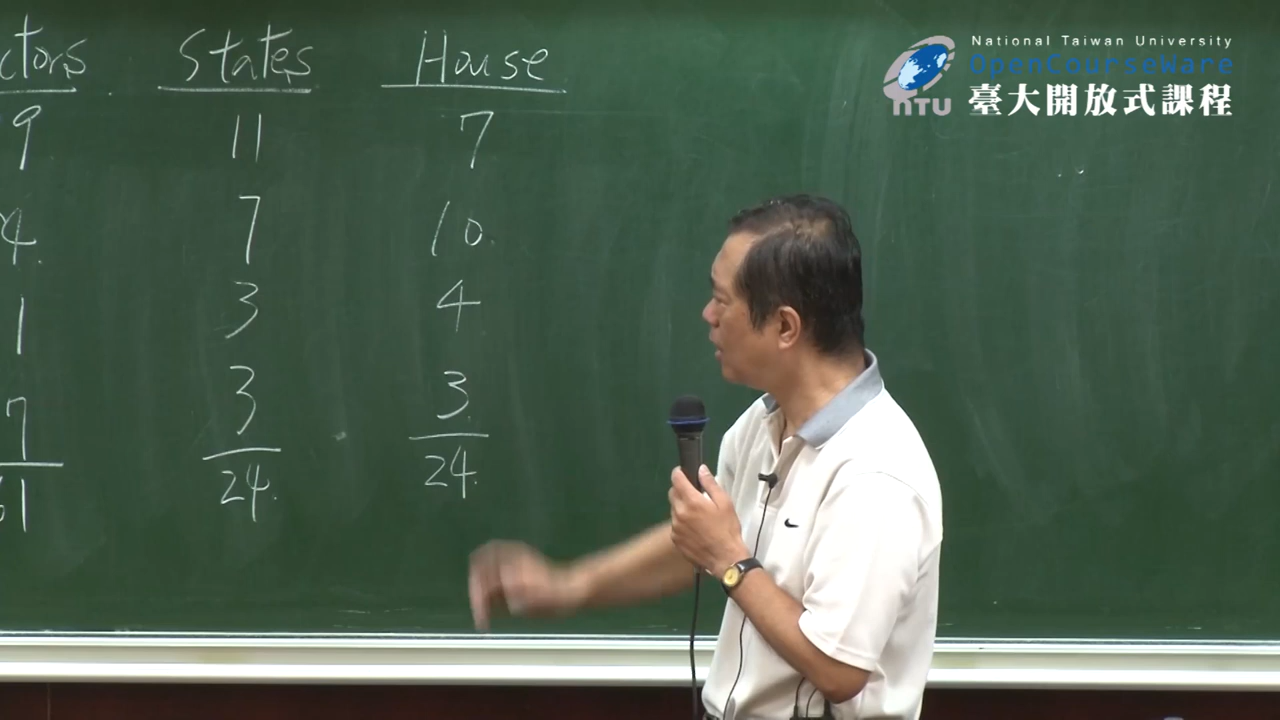 ctors States House
9 11 7
4 7 10
1 3 4
7 3 3
61 24 24
National Taiwan University
OpenCourseWare
NTU 臺大開放式課程